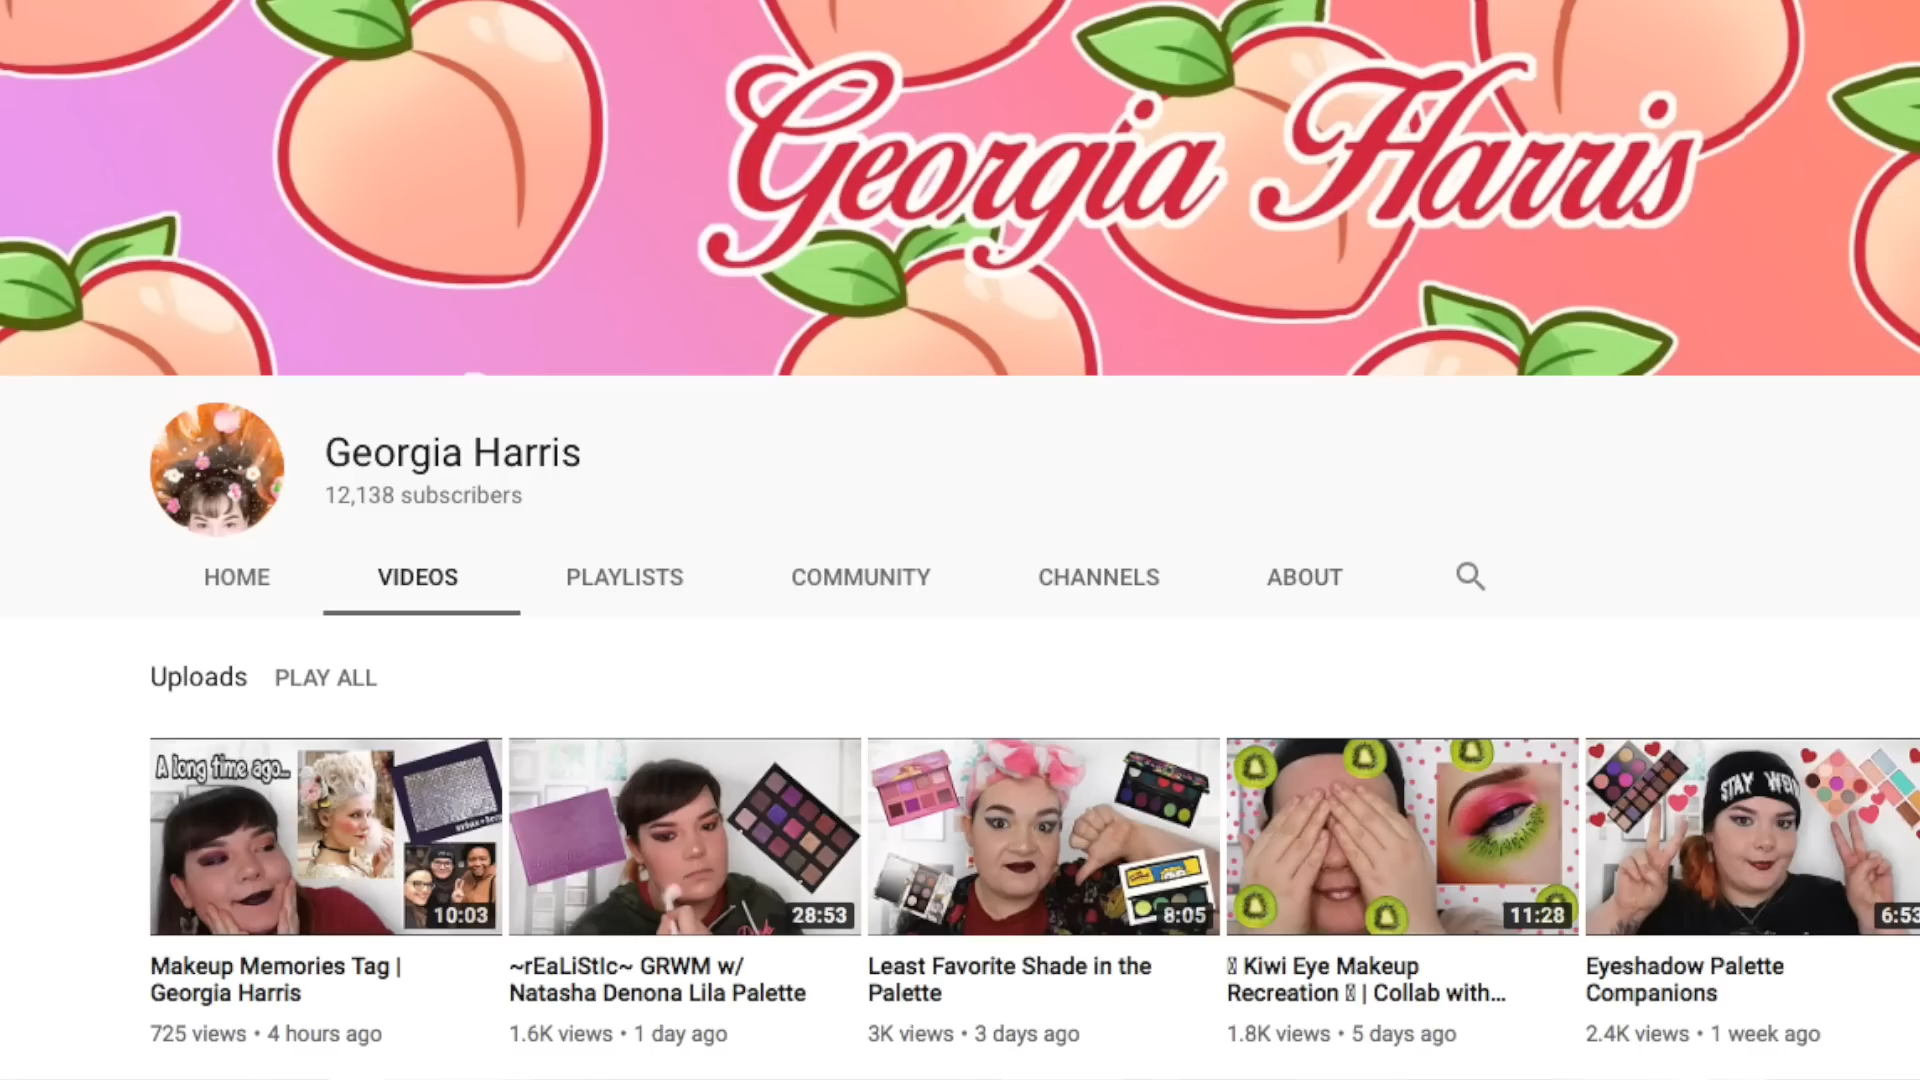 Georgia Harris
Georgia Harris
12,138 subscribers
HOME
VIDEOS
PLAYLISTS
COMMUNITY
CHANNELS
ABOUT
Uploads
PLAY ALL
A long time ago...
10:03
28:53
8:05
11:28
STAY WEIRD
6:53
Makeup Memories Tag |
Georgia Harris
725 views • 4 hours ago
~rEaLiStIc~ GRWM w/
Natasha Denona Lila Palette
1.6K views • 1 day ago
Least Favorite Shade in the
Palette
3K views • 3 days ago
Kiwi Eye Makeup
Recreation | Collab with...
1.8K views • 5 days ago
Eyeshadow Palette
Companions
2.4K views • 1 week ago